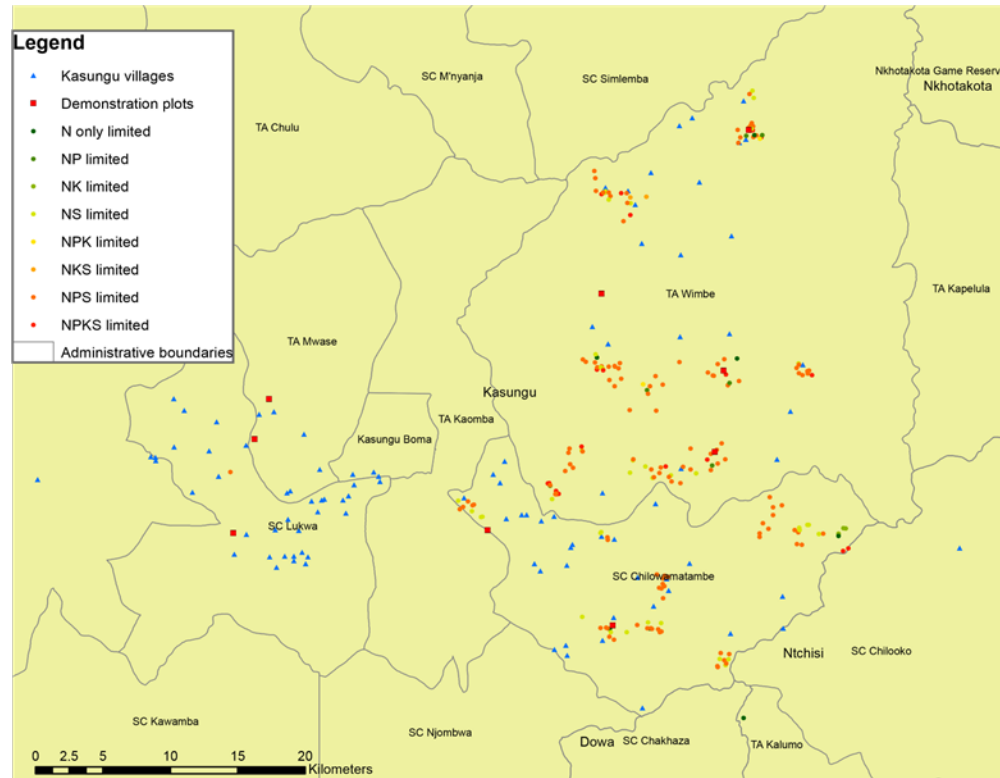 Legend
Kasungu villages
Demonstration plots
N only limited
NP limited
NK limited
NS limited
NPK limited
NKS limited
NPS limited
NPKS limited
Administrative boundaries
SC M'nyanja
SC Simlemba
Nkhotakota Game Reserv
Nkhotakota
TA Chulu
TA Kapelula
TA Wimbe
TA Mwase
Kasungu
TA Kaomba
Kasungu Boma
SC Lukwa
SC Chilowamatambe
Ntchisi
SC Chilooko
SC Kawamba
SC Njombwa
Dowa
SC Chakhaza
TA Kalumo
0 2.5 5 10 15 20
Kilometers